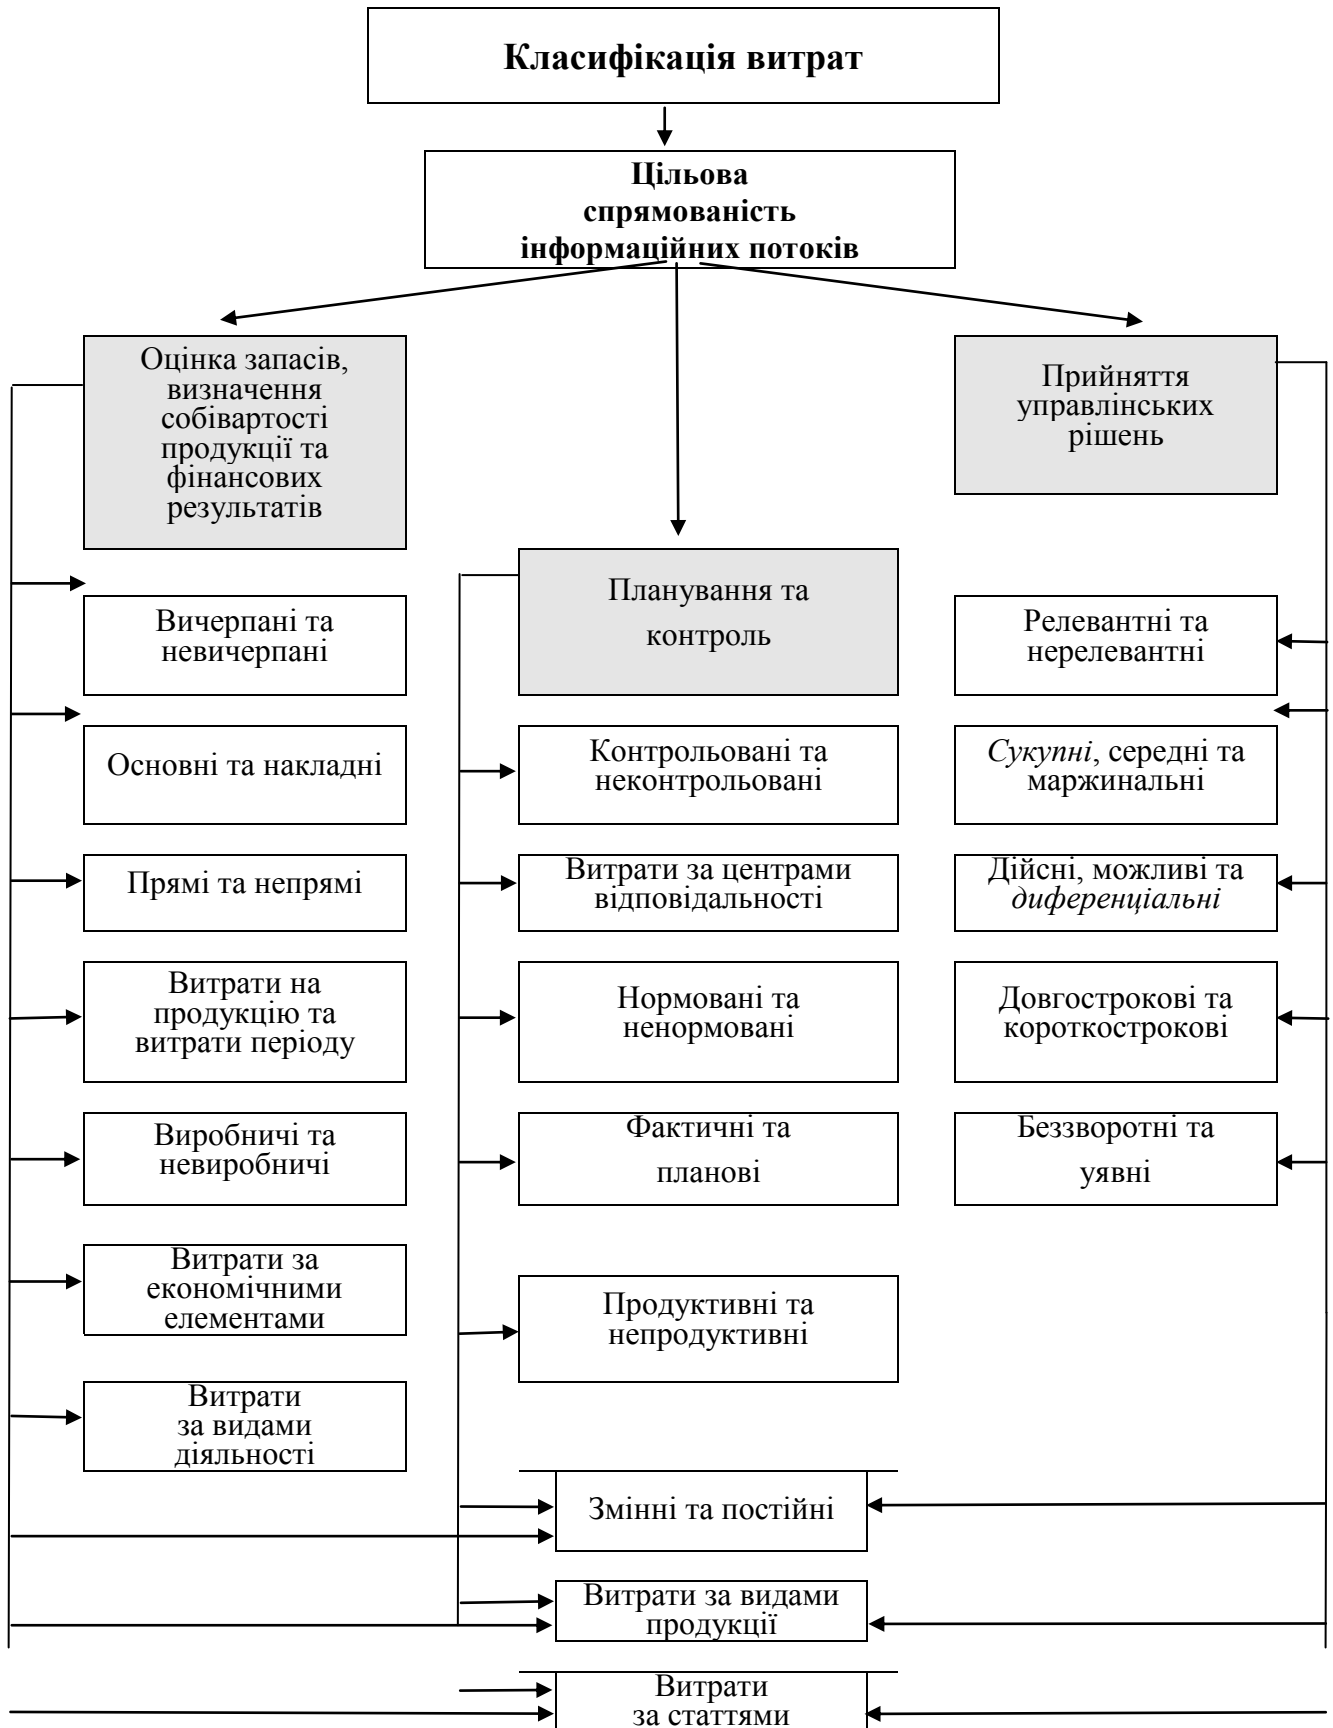 Класифікація витрат
Цільова
спрямованість
інформаційних потоків
Оцінка запасів,
визначення
собівартості
продукції та
фінансових
результатів
Прийняття
управлінських
рішень
Планування та
контроль
Вичерпані та
невичерпані
Основні та накладні
Прямі та непрямі
Витрати на
продукцію та
витрати періоду
Виробничі та
невиробничі
Витрати за
економічними
елементами
Витрати
за видами
діяльності
Контрольовані та
неконтрольовані
Витрати за центрами
відповідальності
Нормовані та
ненормовані
Фактичні та
планові
Продуктивні та
непродуктивні
Релевантні та
нерелевантні
Сукупні, середні та
маржинальні
Дійсні, можливі та
диференціальні
Довгострокові та
короткострокові
Беззворотні та
уявні
Змінні та постійні
Витрати за видами
продукції
Витрати
за статтями